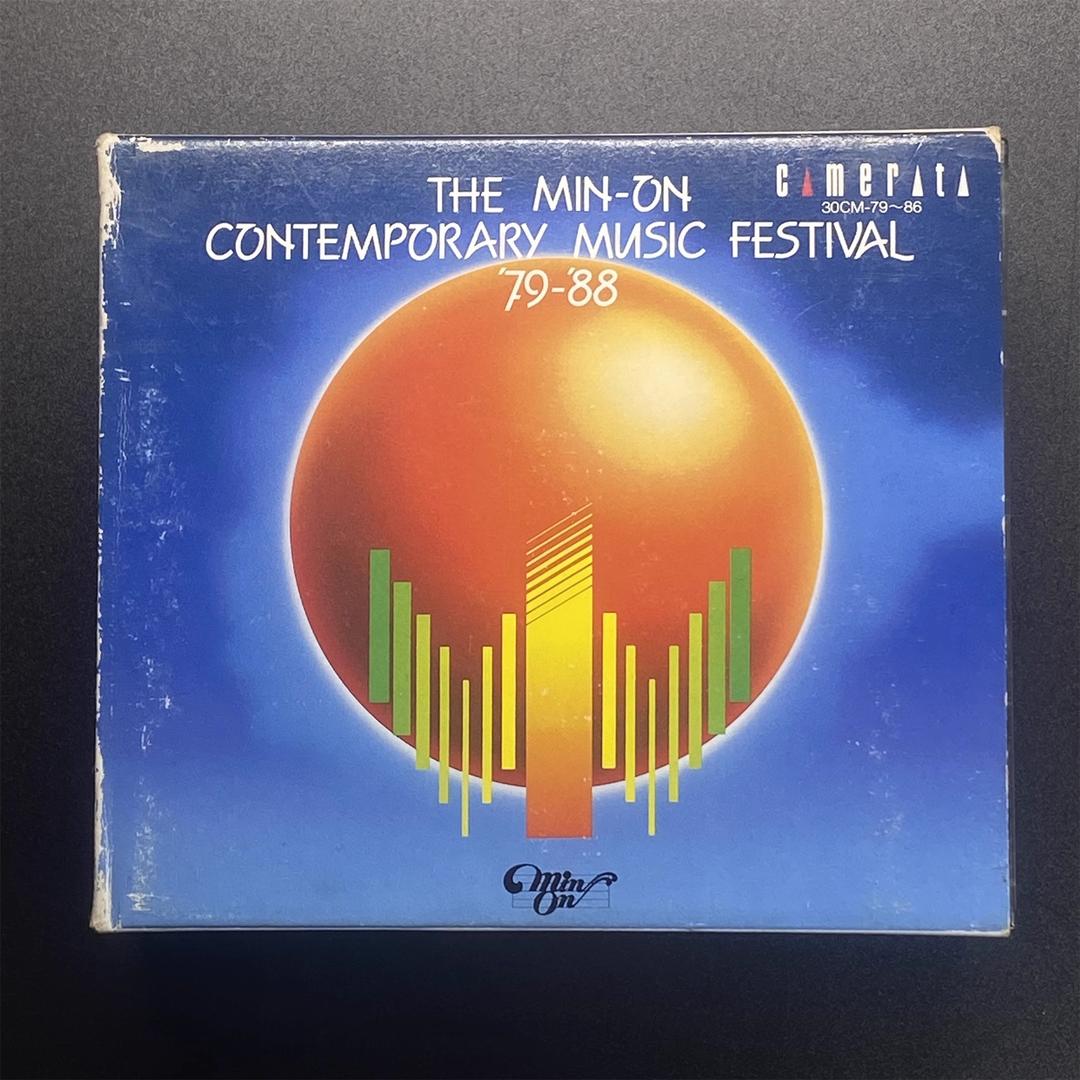 camerata
30CM-79〜86
THE MIN-ON
CONTEMPORARY MUSIC FESTIVAL
'79-'88
Min
On